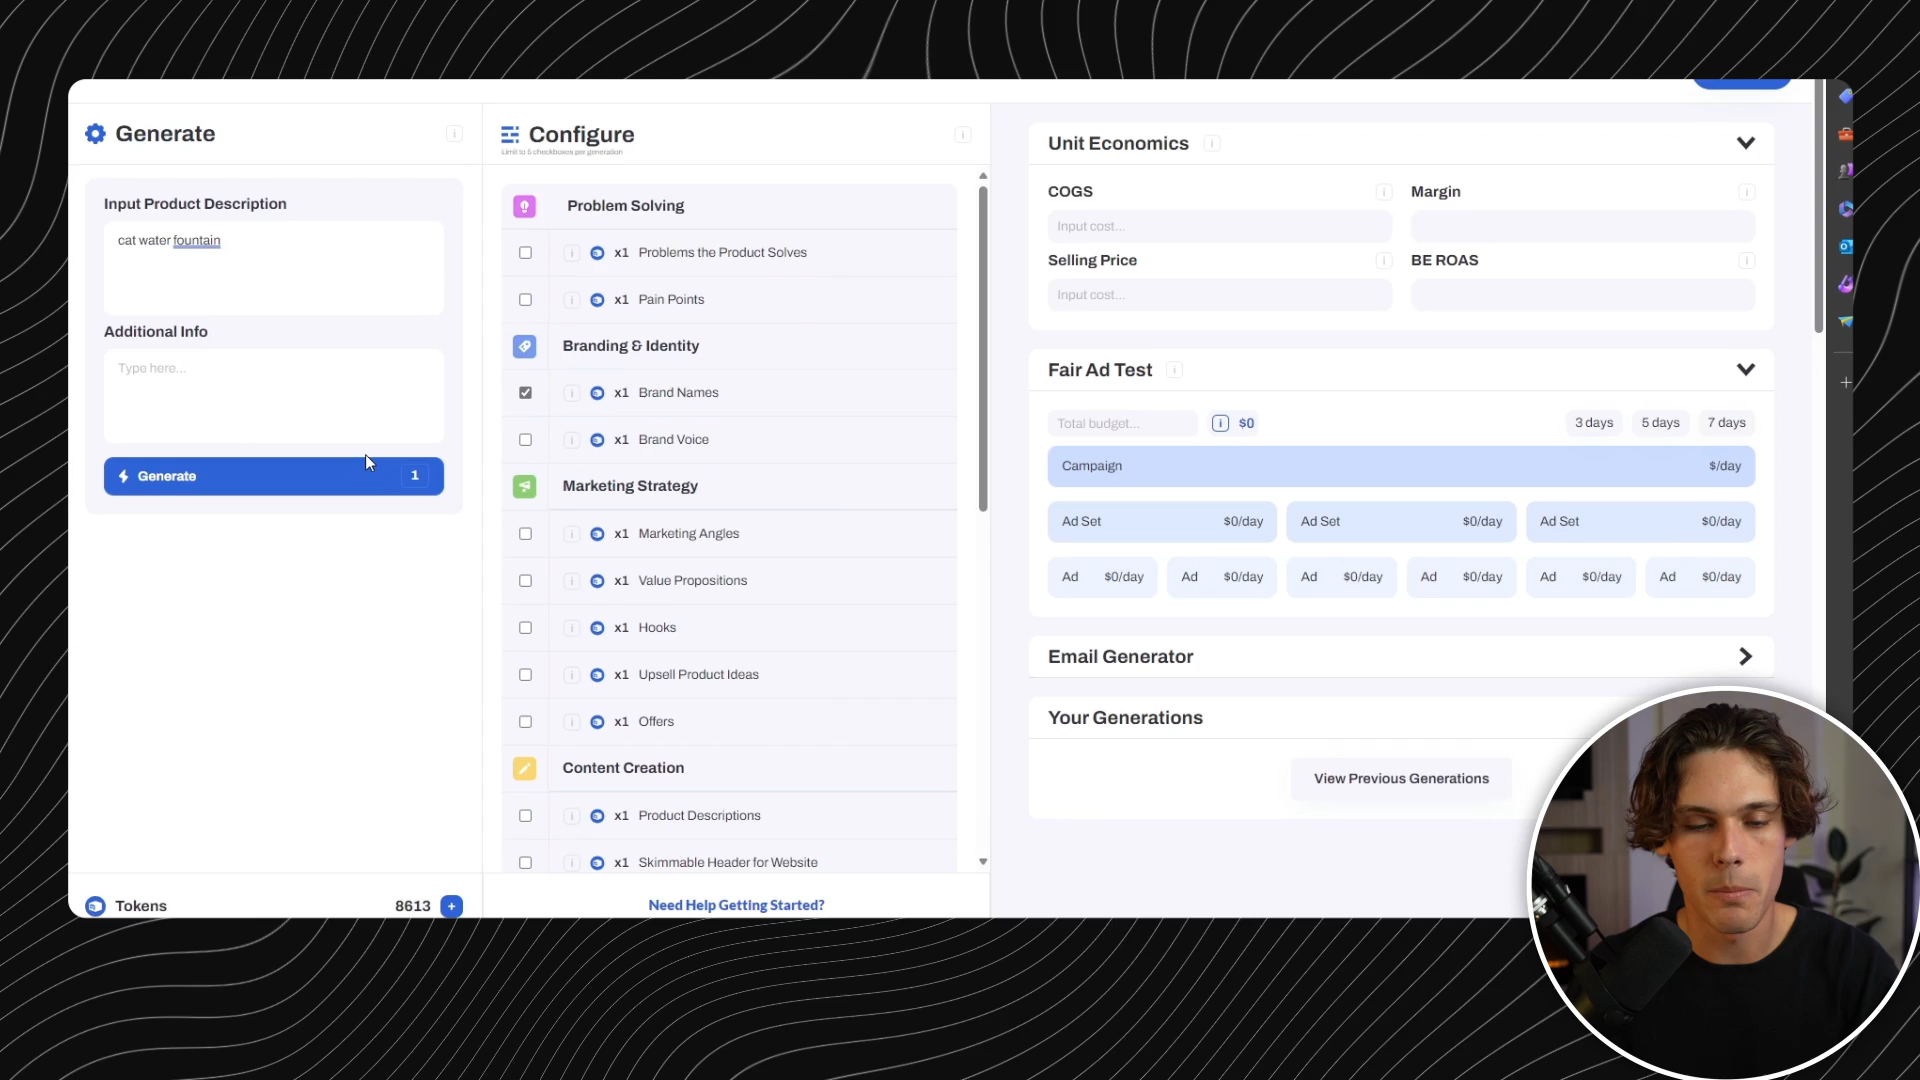 Generate
Input Product Description
cat water fountain
Additional Info
Type here...
Generate 1
Tokens 8613 +
Configure
Limit to 5 checkboxes per generation
Problem Solving
x1 Problems the Product Solves
x1 Pain Points
Branding & Identity
x1 Brand Names
x1 Brand Voice
Marketing Strategy
x1 Marketing Angles
x1 Value Propositions
x1 Hooks
x1 Upsell Product Ideas
x1 Offers
Content Creation
x1 Product Descriptions
x1 Skimmable Header for Website
Need Help Getting Started?
Unit Economics
COGS Margin
Input cost...
Selling Price BE ROAS
Input cost...
Fair Ad Test
Total budget... $0 3 days 5 days 7 days
Campaign $/day
Ad Set $0/day Ad Set $0/day Ad Set $0/day
Ad $0/day Ad $0/day Ad $0/day Ad $0/day Ad $0/day Ad $0/day
Email Generator
Your Generations
View Previous Generations